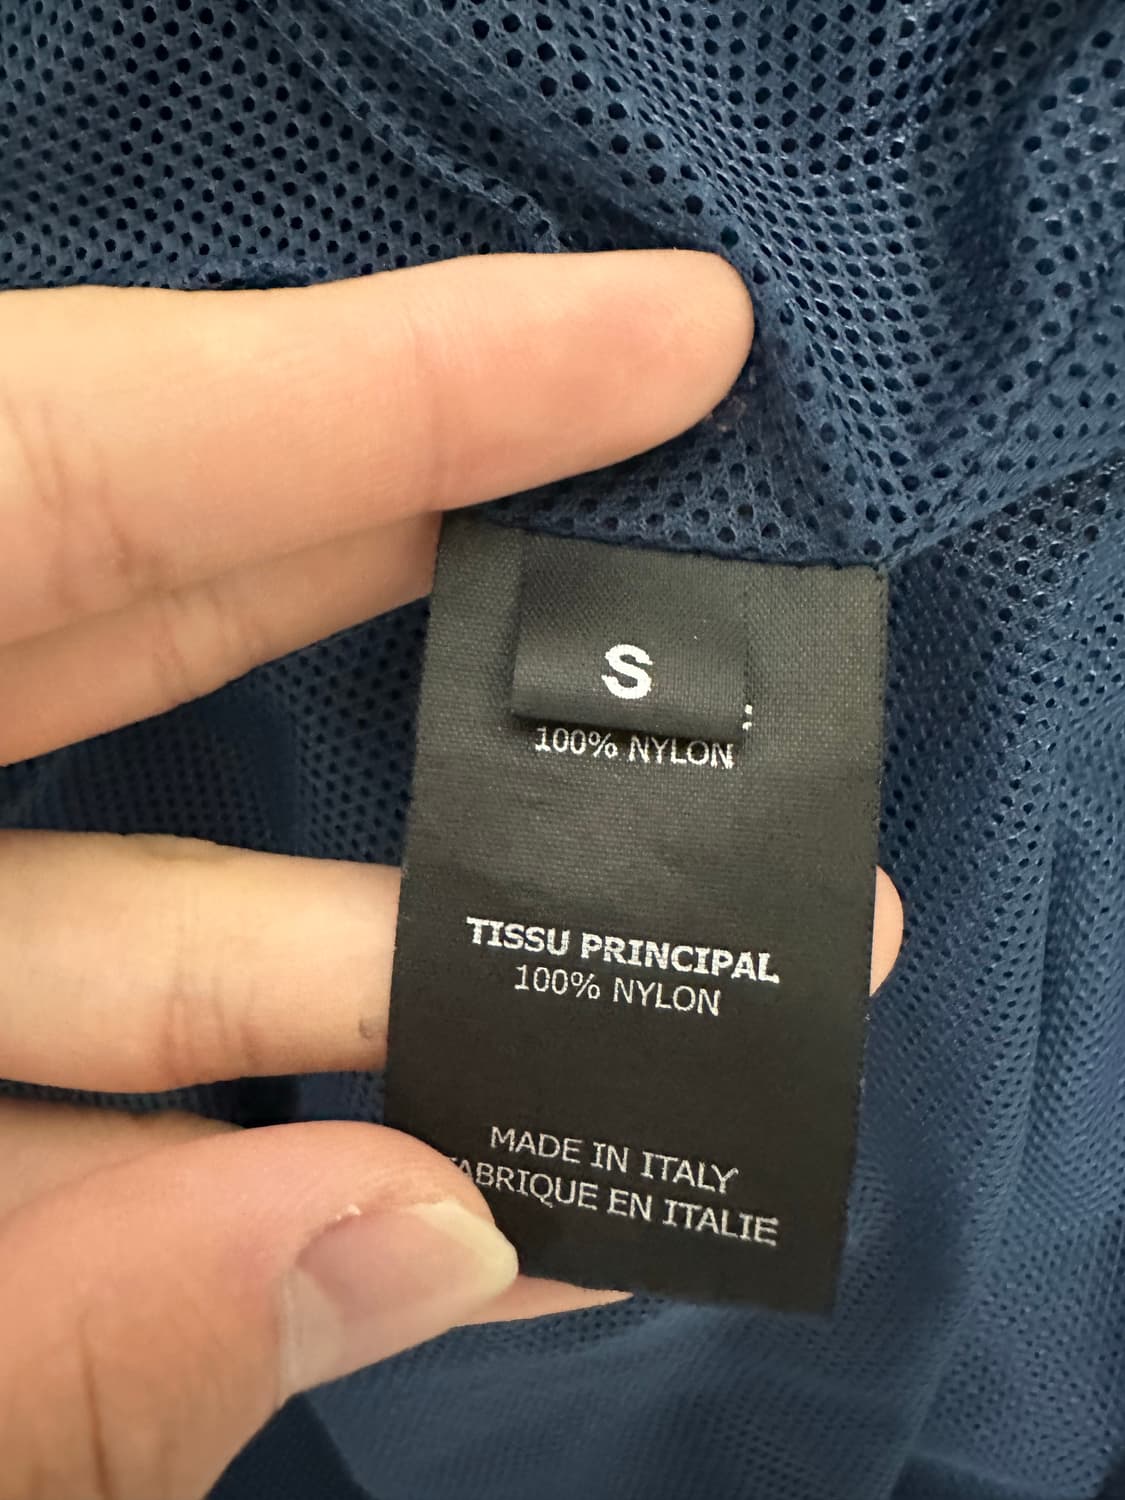 S
100% NYLON
TISSU PRINCIPAL
100% NYLON
MADE IN ITALY
FABRIQUE EN ITALIE